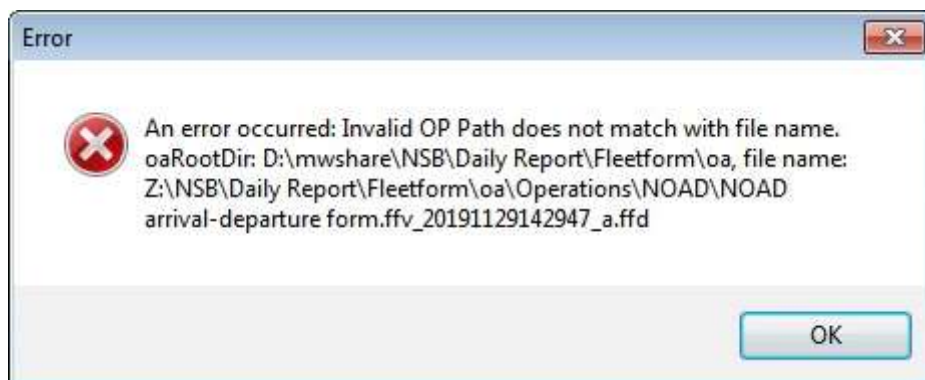 Error
An error occurred: Invalid OP Path does not match with file name.
oaRootDir: D:\mwshare\NSB\Daily Report\Fleetform\oa, file name:
Z:\NSB\Daily Report\Fleetform\oa\Operations\NOAD\NOAD
arrival-departure form.ffv_20191129142947_a.ffd
OK